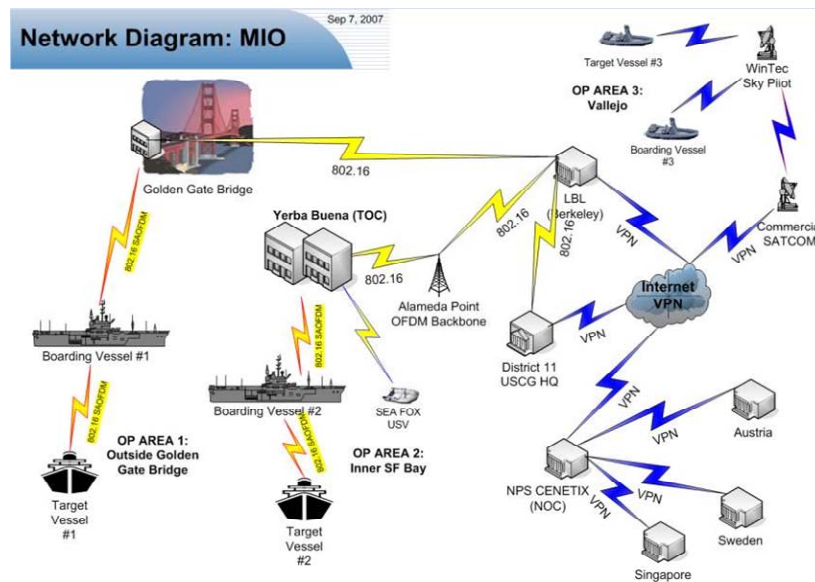 Sep 7, 2007
Network Diagram: MIO
Target Vessel #3
WinTec
Sky Pilot
OP AREA 3:
Vallejo
Boarding Vessel
#3
Golden Gate Bridge
802.16
LBL
(Berkeley)
Commercial
SATCOM
VPN
VPN
802.16
802.16
Yerba Buena (TOC)
802.16
Alameda Point
OFDM Backbone
Internet
VPN
802.16 SAOFDM
802.16 SAOFDM
Boarding Vessel #1
VPN
District 11
USCG HQ
Boarding Vessel #2
SEA FOX
USV
VPN
802.16 SAOFDM
802.16 SAOFDM
OP AREA 1:
Outside Golden
Gate Bridge
OP AREA 2:
Inner SF Bay
Austria
VPN
NPS CENETIX
(NOC)
VPN
VPN
Target
Vessel
#1
Target
Vessel
#2
Sweden
Singapore